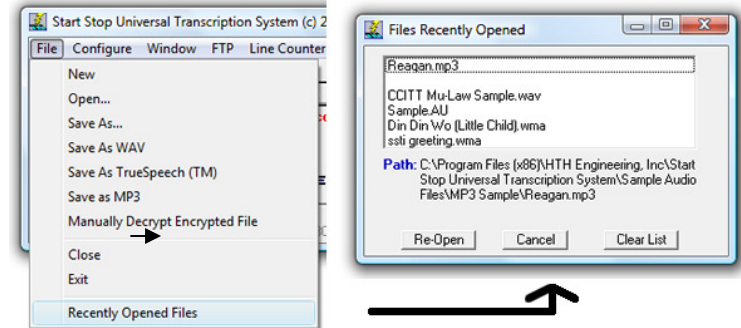 Start Stop Universal Transcription System (c) 2
File Configure Window FTP Line Counter
New
Open...
Save As...
Save As WAV
Save As TrueSpeech (TM)
Save as MP3
Manually Decrypt Encrypted File
Close
Exit
Recently Opened Files
Files Recently Opened
Reagan.mp3
CCITT Mu-Law Sample.wav
Sample.AU
Din Din Wo (Little Child).wma
ssti greeting.wma
Path: C:\Program Files (x86)\HTH Engineering, Inc\Start
Stop Universal Transcription System\Sample Audio
Files\MP3 Sample\Reagan.mp3
Re-Open Cancel Clear List